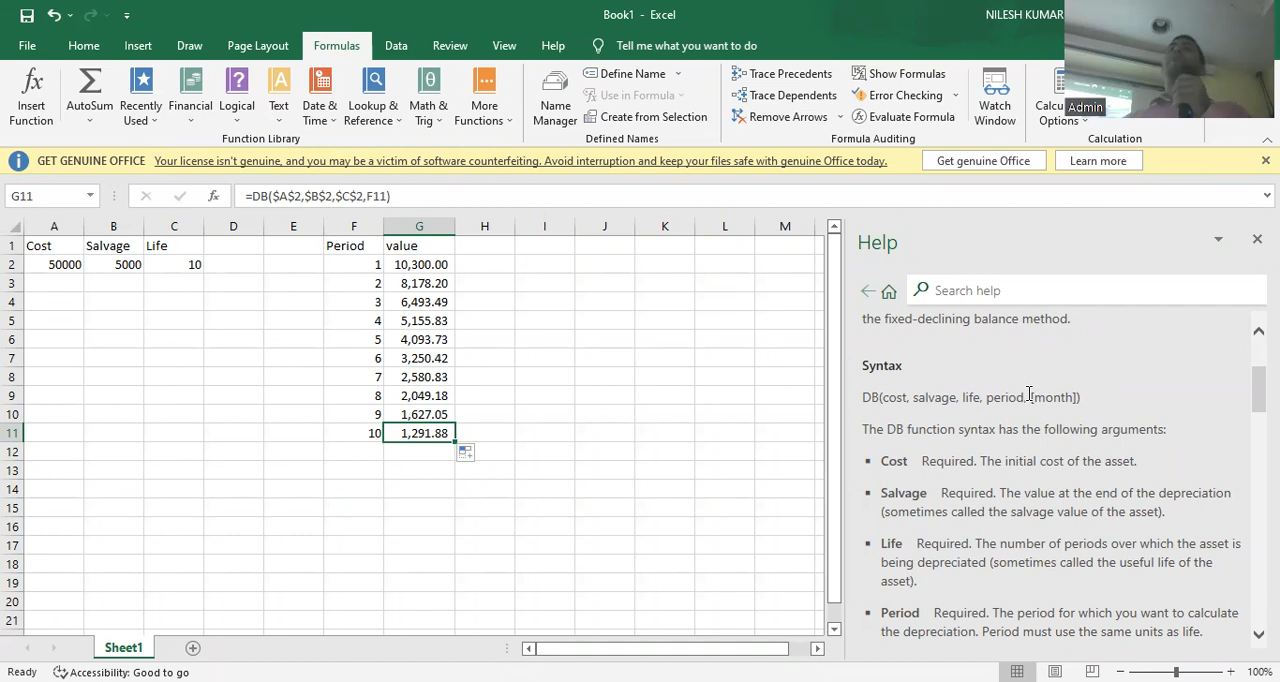 Book1 - Excel
NILESH KUMAR
File Home Insert Draw Page Layout Formulas Data Review View Help Tell me what you want to do
fx Σ ? A θ
Insert Function
AutoSum
Recently Used
Financial
Logical
Text
Date & Time
Lookup & Reference
Math & Trig
More Functions
Function Library
Name Manager
Define Name
Use in Formula
Create from Selection
Defined Names
Trace Precedents
Trace Dependents
Remove Arrows
Show Formulas
Error Checking
Evaluate Formula
Formula Auditing
Watch Window
Options
Calculation
Admin
GET GENUINE OFFICE Your license isn't genuine, and you may be a victim of software counterfeiting. Avoid interruption and keep your files safe with genuine Office today. Get genuine Office Learn more
G11 fx =DB($A$2,$B$2,$C$2,F11)
A B C D E F G H I J K L M
1 Cost Salvage Life Period value
2 50000 5000 10 1 10,300.00
3 2 8,178.20
4 3 6,493.49
5 4 5,155.83
6 5 4,093.73
7 6 3,250.42
8 7 2,580.83
9 8 2,049.18
10 9 1,627.05
11 10 1,291.88
12
13
14
15
16
17
18
19
20
21
Help
Search help
the fixed-declining balance method.
Syntax
DB(cost, salvage, life, period, [month])
The DB function syntax has the following arguments:
Cost Required. The initial cost of the asset.
Salvage Required. The value at the end of the depreciation
(sometimes called the salvage value of the asset).
Life Required. The number of periods over which the asset is
being depreciated (sometimes called the useful life of the
asset).
Period Required. The period for which you want to calculate
the depreciation. Period must use the same units as life.
Sheet1
Ready Accessibility: Good to go 100%